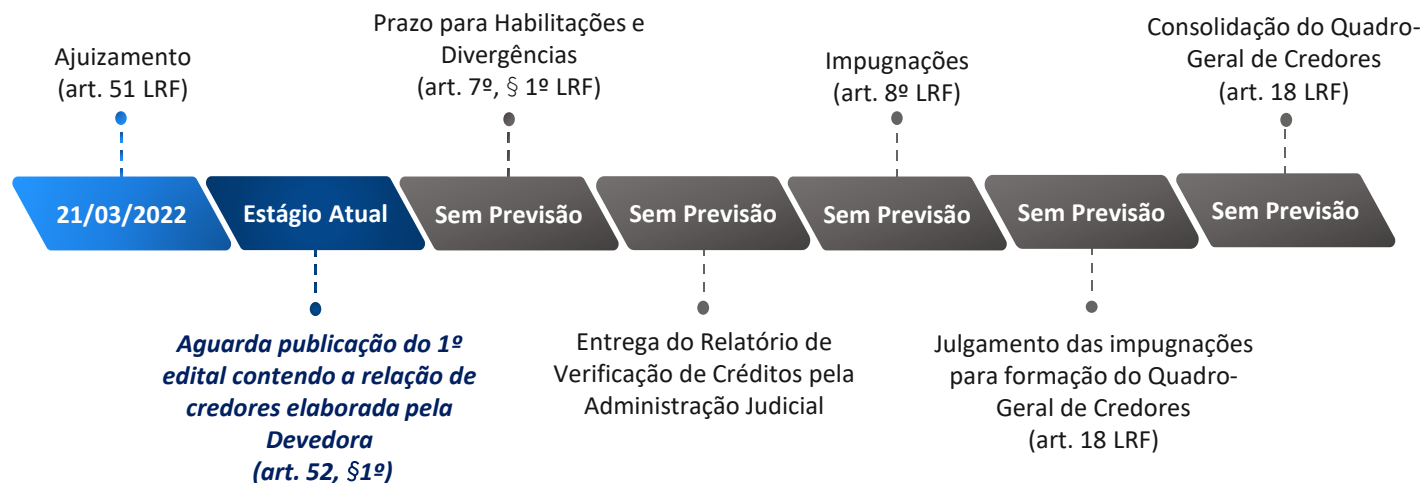 Ajuizamento
(art. 51 LRF)
Prazo para Habilitações e
Divergências
(art. 7º, § 1º LRF)
Impugnações
(art. 8º LRF)
Consolidação do Quadro-
Geral de Credores
(art. 18 LRF)
21/03/2022
Estágio Atual
Sem Previsão
Sem Previsão
Sem Previsão
Sem Previsão
Sem Previsão
Aguarda publicação do 1º
edital contendo a relação de
credores elaborada pela
Devedora
(art. 52, §1º)
Entrega do Relatório de
Verificação de Créditos pela
Administração Judicial
Julgamento das impugnações
para formação do Quadro-
Geral de Credores
(art. 18 LRF)